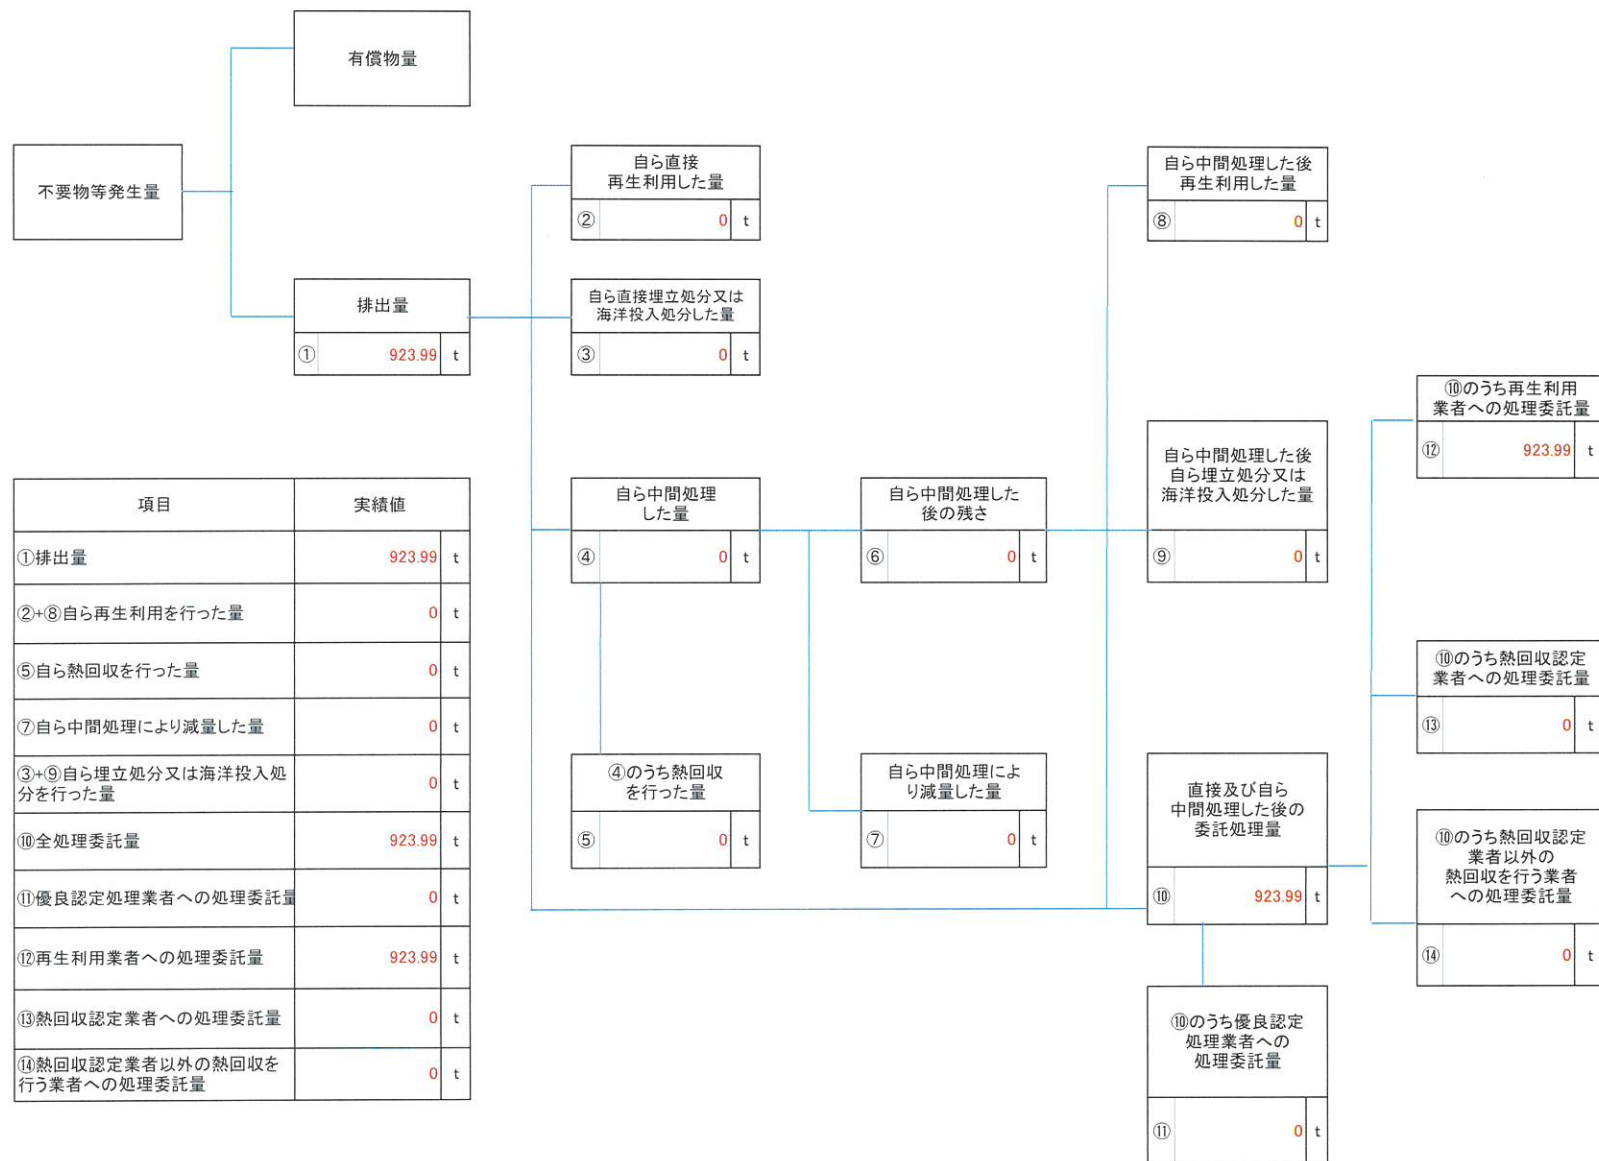 有償物量
不要物等発生量
排出量
① 923.99 t
自ら直接
再生利用した量
② 0 t
自ら直接埋立処分又は
海洋投入処分した量
③ 0 t
自ら中間処理
した量
④ 0 t
④のうち熱回収
を行った量
⑤ 0 t
自ら中間処理した
後の残さ
⑥ 0 t
自ら中間処理によ
り減量した量
⑦ 0 t
自ら中間処理した後
再生利用した量
⑧ 0 t
自ら中間処理した後
自ら埋立処分又は
海洋投入処分した量
⑨ 0 t
直接及び自ら
中間処理した後の
委託処理量
⑩ 923.99 t
⑩のうち優良認定
処理業者への
処理委託量
⑪ 0 t
⑩のうち再生利用
業者への処理委託量
⑫ 923.99 t
⑩のうち熱回収認定
業者への処理委託量
⑬ 0 t
⑩のうち熱回収認定
業者以外の
熱回収を行う業者
への処理委託量
⑭ 0 t
項目 実績値
①排出量 923.99 t
②+⑧自ら再生利用を行った量 0 t
⑤自ら熱回収を行った量 0 t
⑦自ら中間処理により減量した量 0 t
③+⑨自ら埋立処分又は海洋投入処
分を行った量 0 t
⑩全処理委託量 923.99 t
⑪優良認定処理業者への処理委託量 0 t
⑫再生利用業者への処理委託量 923.99 t
⑬熱回収認定業者への処理委託量 0 t
⑭熱回収認定業者以外の熱回収を
行う業者への処理委託量 0 t